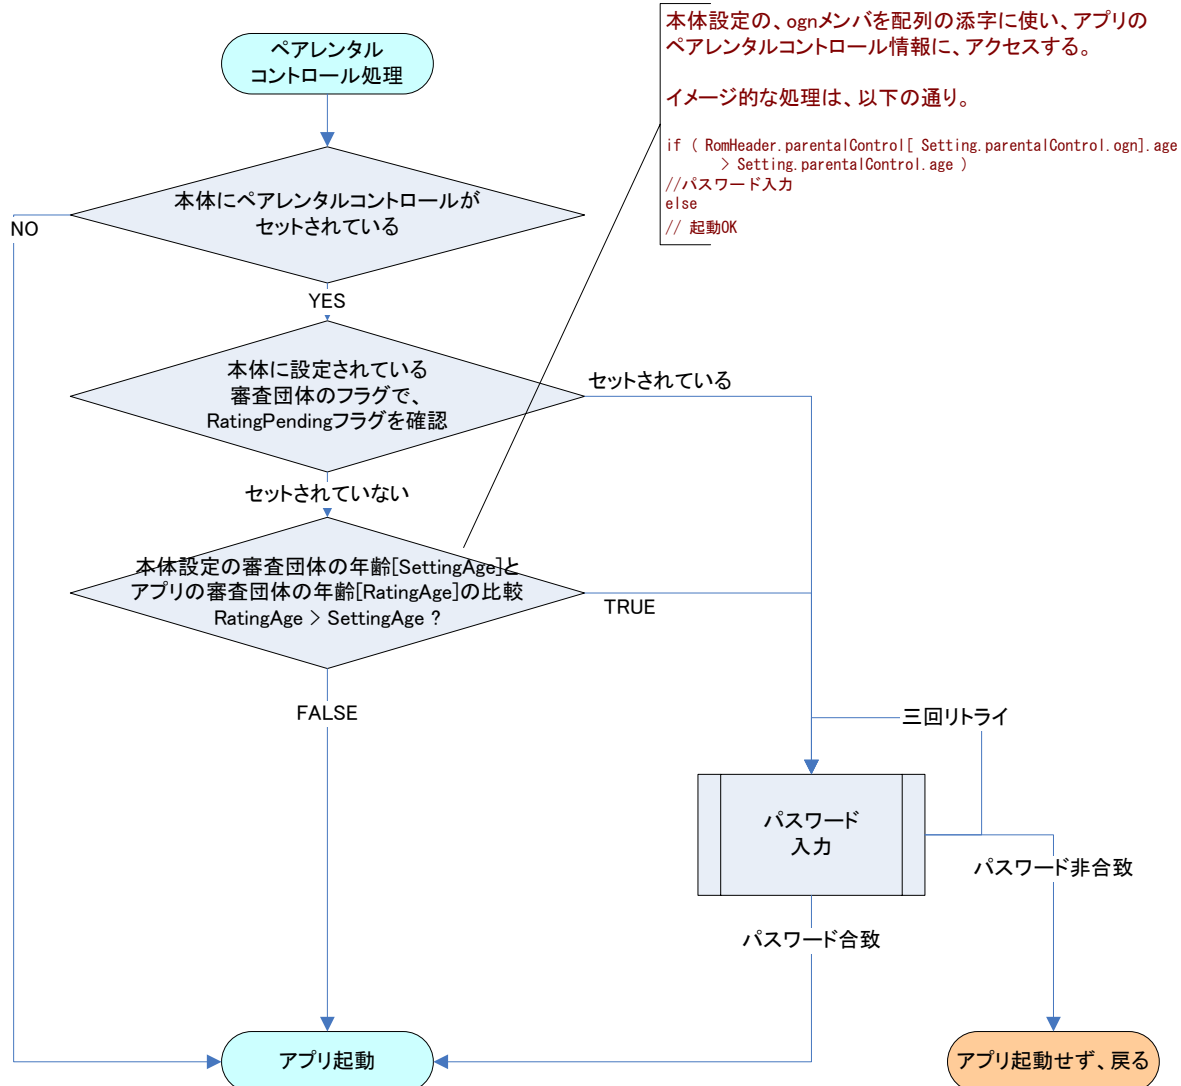 ペアレンタル
コントロール処理
本体設定の、ognメンバを配列の添字に使い、アプリの
ペアレンタルコントロール情報に、アクセスする。
イメージ的な処理は、以下の通り。
if ( RomHeader.parentalControl[ Setting.parentalControl.ogn].age
> Setting.parentalControl.age )
//パスワード入力
else
// 起動OK
本体にペアレンタルコントロールが
セットされている
NO
YES
本体に設定されている
審査団体のフラグで、
RatingPendingフラグを確認
セットされている
セットされていない
本体設定の審査団体の年齢[SettingAge]と
アプリの審査団体の年齢[RatingAge]の比較
RatingAge > SettingAge ?
TRUE
FALSE
三回リトライ
パスワード
入力
パスワード非合致
パスワード合致
アプリ起動
アプリ起動せず、戻る